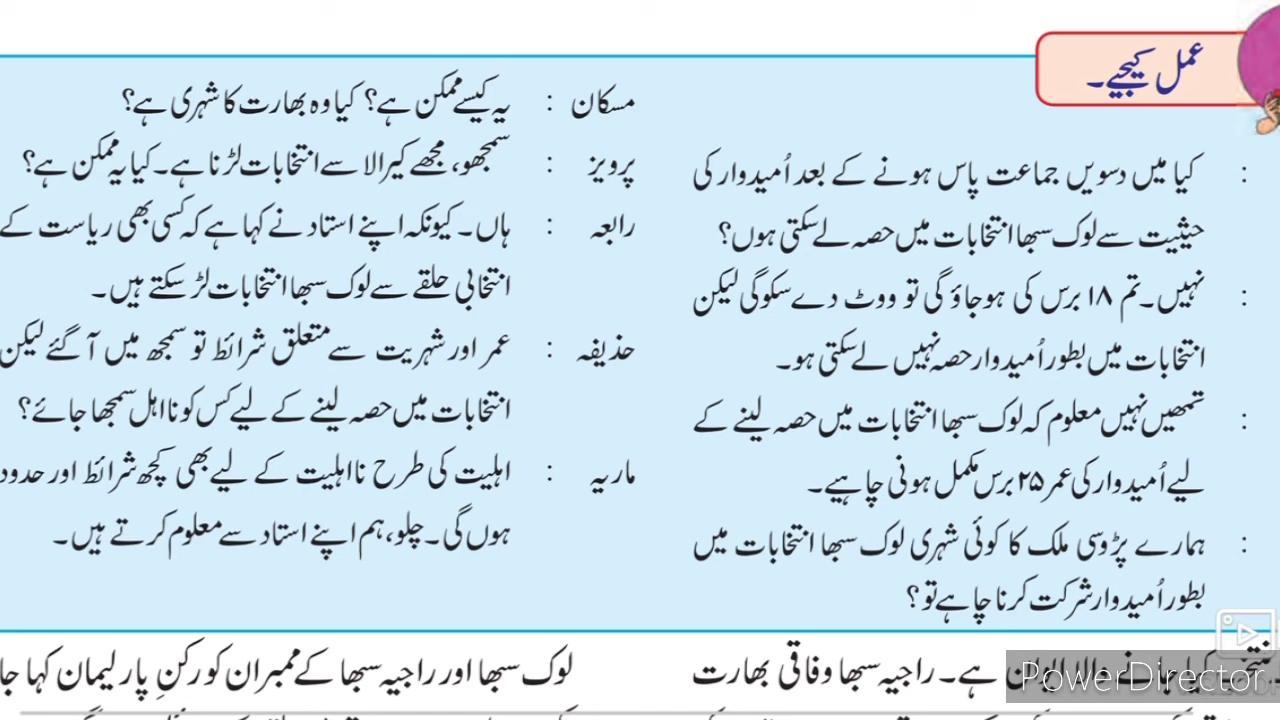 عمل کیجیے۔
: کیا میں دسویں جماعت پاس ہونے کے بعد اُمیدوار کی
حیثیت سے لوک سبھا انتخابات میں حصہ لے سکتی ہوں؟
: نہیں۔ تم ۱۸ برس کی ہو جاؤ گی تو ووٹ دے سکو گی لیکن
انتخابات میں بطور اُمیدوار حصہ نہیں لے سکتی ہو۔
: تمھیں نہیں معلوم کہ لوک سبھا انتخابات میں حصہ لینے کے
لیے اُمیدوار کی عمر ۲۵ برس مکمل ہونی چاہیے۔
: ہمارے پڑوسی ملک کا کوئی شہری لوک سبھا انتخابات میں
بطور اُمیدوار شرکت کرنا چاہے تو؟
مسکان : یہ کیسے ممکن ہے؟ کیا وہ بھارت کا شہری ہے؟
پرویز : سمجھو، مجھے کیرالا سے انتخابات لڑنا ہے۔ کیا یہ ممکن ہے؟
رابعہ : ہاں۔ کیونکہ اپنے استاد نے کہا ہے کہ کسی بھی ریاست کے
انتخابی حلقے سے لوک سبھا انتخابات لڑ سکتے ہیں۔
حذیفہ : عمر اور شہریت سے متعلق شرائط تو سمجھ میں آ گئے لیکن
انتخابات میں حصہ لینے کے لیے کس کو نااہل سمجھا جائے؟
ماریہ : اہلیت کی طرح نااہلیت کے لیے بھی کچھ شرائط اور حدود
ہوں گی۔ چلو، ہم اپنے استاد سے معلوم کرتے ہیں۔
کیا جانے والا ایوان ہے۔ راجیہ سبھا وفاقی بھارت
لوک سبھا اور راجیہ سبھا کے ممبران کو رکنِ پارلیمان کہا
PowerDirector